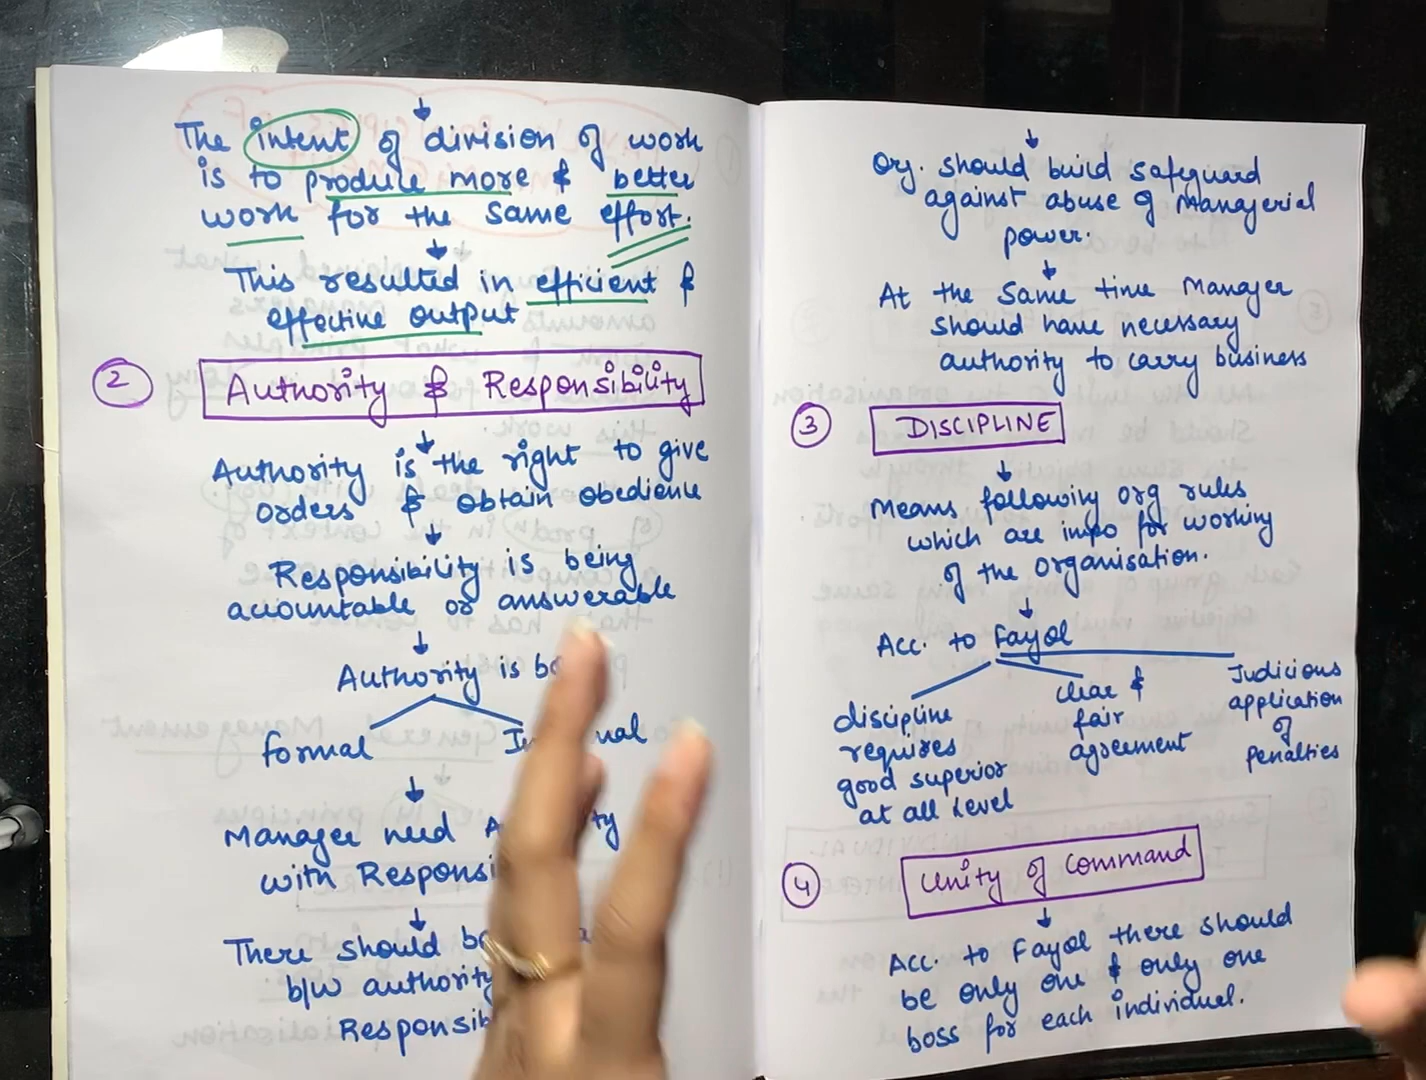 The intent of division of work
is to produce more & better
work for the same effort.
This resulted in efficient &
effective output
2 Authority & Responsibility
Authority is the right to give
orders & obtain obedience
Responsibility is being
accountable or answerable
Authority is
formal
Manager need
with
There should
b/w authority
Org. should build safeguard
against abuse of Managerial
power.
At the same time Manager
should have necessary
authority to carry business
3 DISCIPLINE
Means following org rules
which are impo for working
of the organisation.
Acc. to Fayol
discipline
requires
good superior
at all level
clear &
fair
agreement
Judicious
application
of
penalties
4 Unity of Command
Acc. to Fayol there should
be only one & only one
boss for each individual.